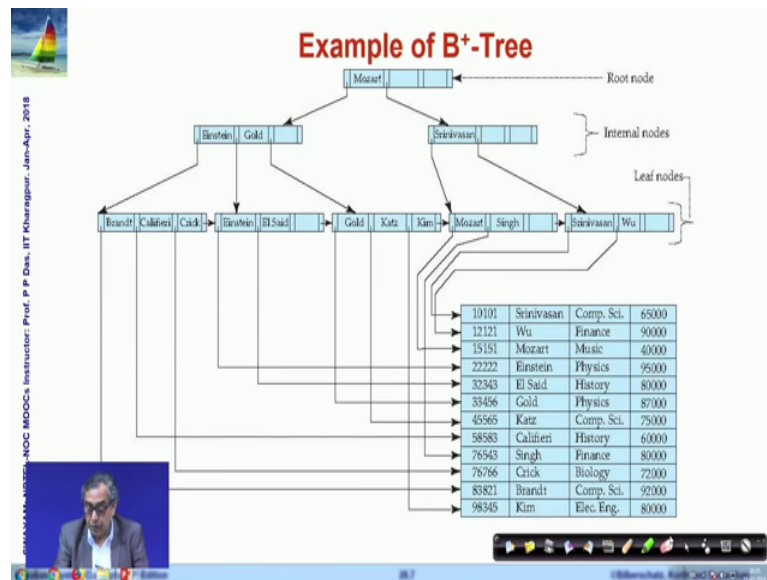 Example of B+-Tree
Mozart
Root node
Einstein Gold
Srinivasan
Internal nodes
Leaf nodes
Brandt Califieri Crick
Einstein El Said
Gold Katz Kim
Mozart Singh
Srinivasan Wu
10101 Srinivasan Comp. Sci. 65000
12121 Wu Finance 90000
15151 Mozart Music 40000
22222 Einstein Physics 95000
32343 El Said History 80000
33456 Gold Physics 87000
45565 Katz Comp. Sci. 75000
58583 Califieri History 60000
76543 Singh Finance 80000
76766 Crick Biology 72000
83821 Brandt Comp. Sci. 92000
98345 Kim Elec. Eng. 80000
NOC MOOCs Instructor: Prof. P P Das, IIT Kharagpur. Jan-Apr, 2018